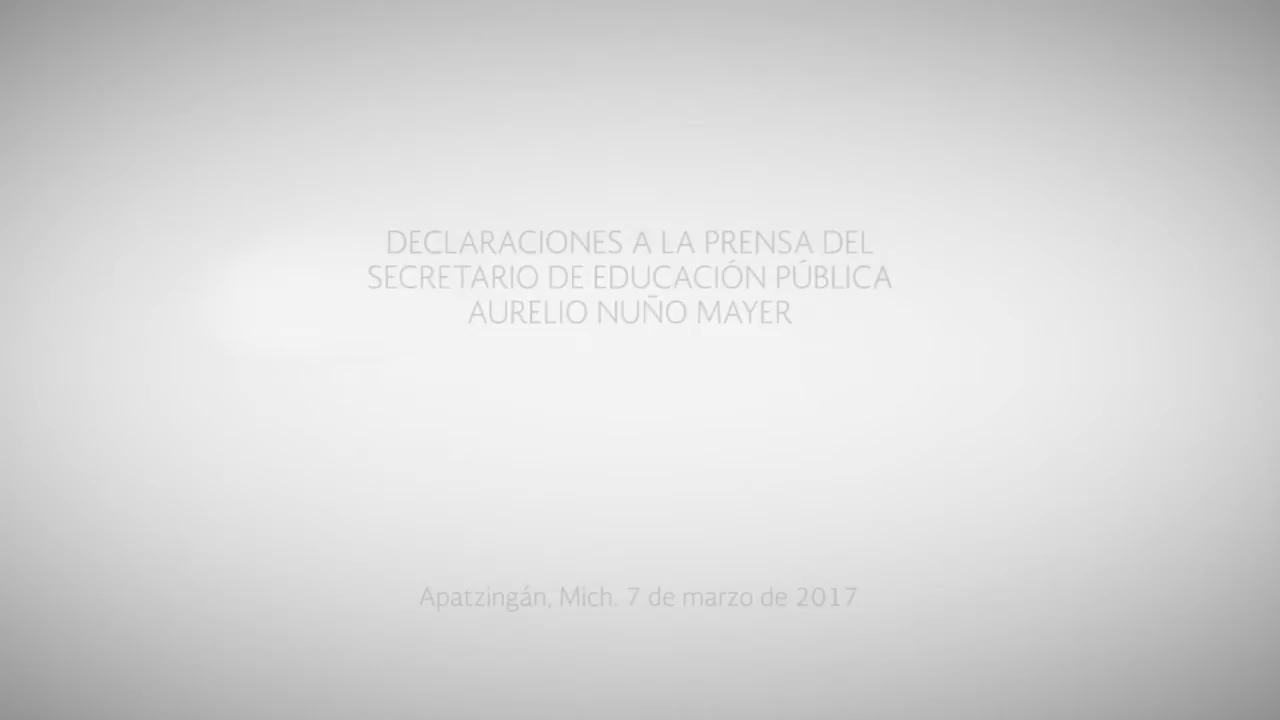 DECLARACIONES A LA PRENSA DEL
SECRETARIO DE EDUCACIÓN PÚBLICA
AURELIO NUÑO MAYER
Apatzingán, Mich. 7 de marzo de 2017